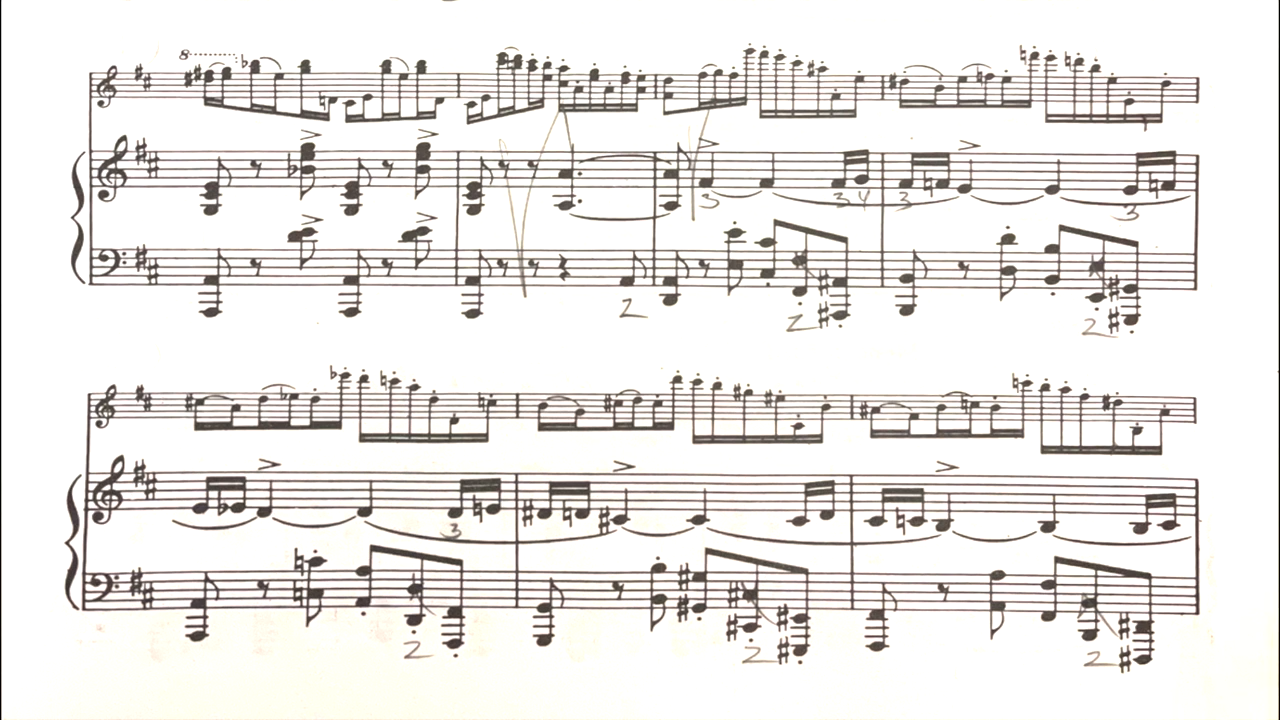 8
3 3 4 3 3
2 2 2
3
2 2 2